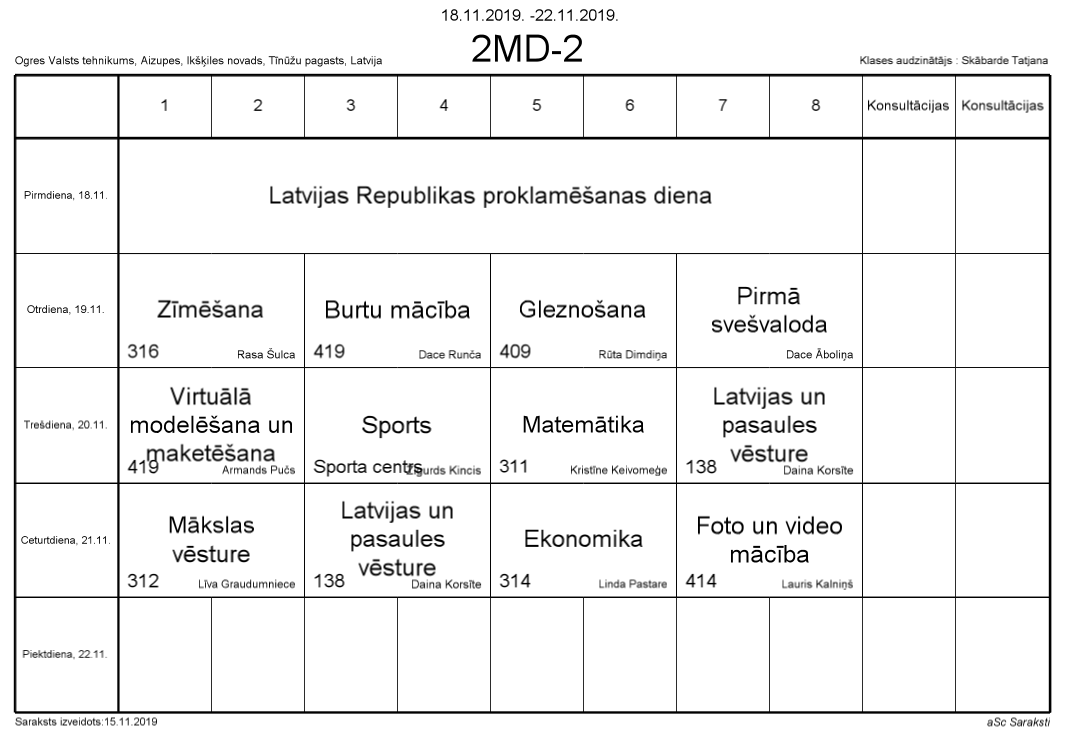 18.11.2019. -22.11.2019.
2MD-2
Ogres Valsts tehnikums, Aizupes, Ikšķiles novads, Tīnūžu pagasts, Latvija
Klases audzinātājs : Skābarde Tatjana
1 2 3 4 5 6 7 8 Konsultācijas Konsultācijas
Pirmdiena, 18.11.
Latvijas Republikas proklamēšanas diena
Otrdiena, 19.11.
Zīmēšana
316 Rasa Šulca
Burtu mācība
419 Dace Runča
Gleznošana
409 Rūta Dimdiņa
Pirmā
svešvaloda
Dace Āboliņa
Trešdiena, 20.11.
Virtuālā
modelēšana un
maketēšana
419 Armands Pučs
Sports
Sporta centrs Zigurds Kincis
Matemātika
311 Kristīne Keivomeģe
Latvijas un
pasaules
vēsture
138 Daina Korsīte
Ceturtdiena, 21.11.
Mākslas
vēsture
312 Līva Graudumniece
Latvijas un
pasaules
vēsture
138 Daina Korsīte
Ekonomika
314 Linda Pastare
Foto un video
mācība
414 Lauris Kalniņš
Piektdiena, 22.11.
Saraksts izveidots:15.11.2019
aSc Saraksti